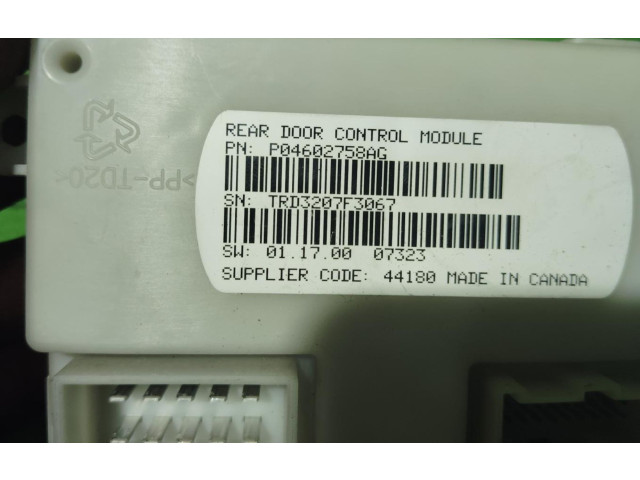 REAR DOOR CONTROL MODULE
PN: P04602758AG
SN: TRD3207F3067
SW: 01.17.00 07323
SUPPLIER CODE: 44180 MADE IN CANADA
>PP-TD20<